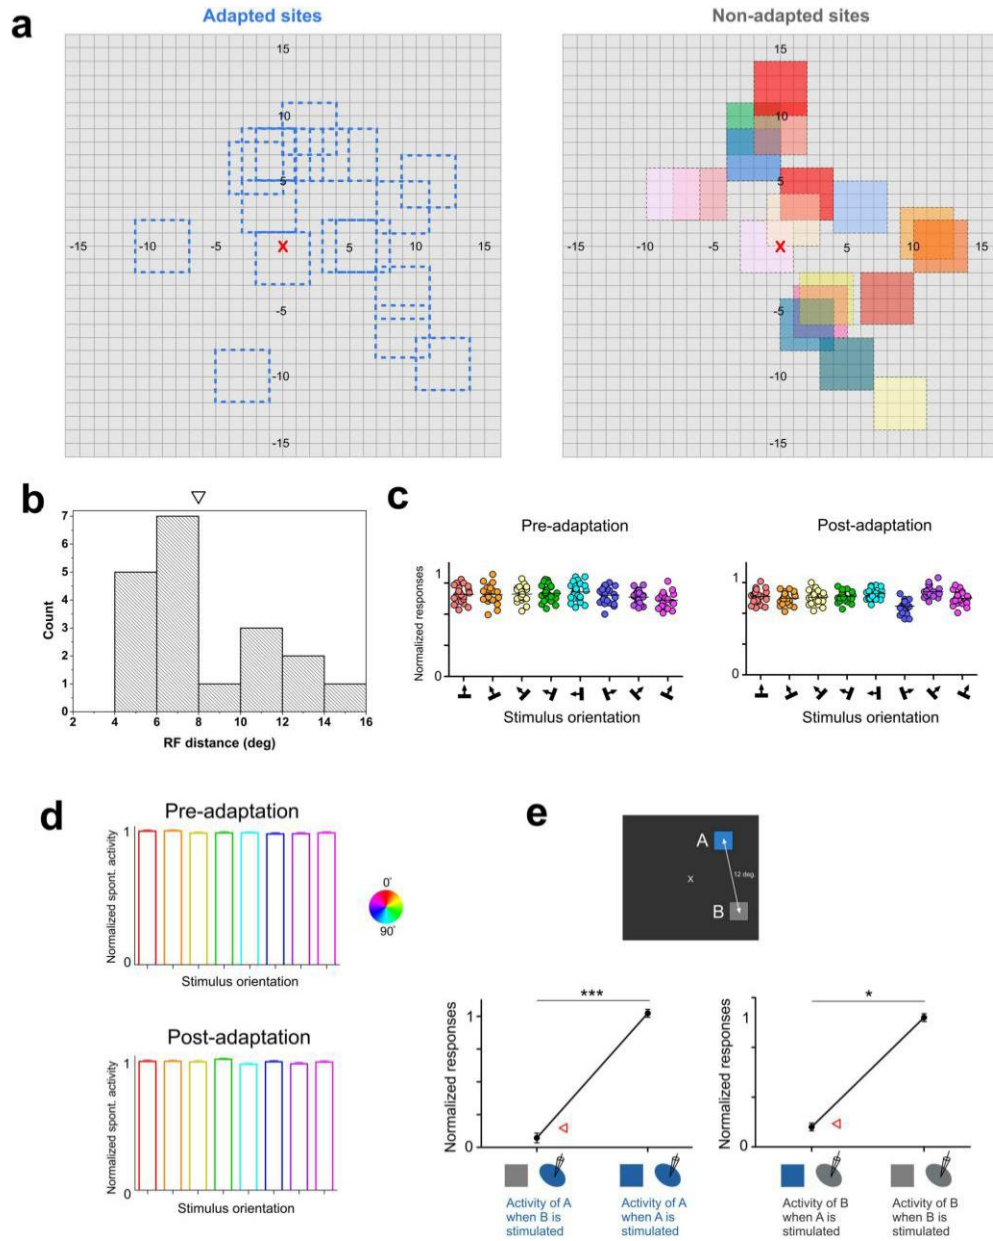 a
Adapted sites
Non-adapted sites
15
10
5
-15
-10
-5
X
5
10
15
-5
-10
-15
15
10
5
-15
-10
-5
X
5
10
15
-5
-10
-15
b
Count
7
6
5
4
3
2
1
0
2
4
6
8
10
12
14
16
RF distance (deg)
c
Pre-adaptation
Post-adaptation
Normalized responses
1
0
1
0
Stimulus orientation
Stimulus orientation
d
Pre-adaptation
Normalized spont. activity
1
0
Stimulus orientation
0°
90°
Post-adaptation
Normalized spont. activity
1
0
Stimulus orientation
e
A
12 deg.
X
B
***
Normalized responses
1
0
Activity of A
when B is
stimulated
Activity of A
when A is
stimulated
*
Normalized responses
1
0
Activity of B
when A is
stimulated
Activity of B
when B is
stimulated